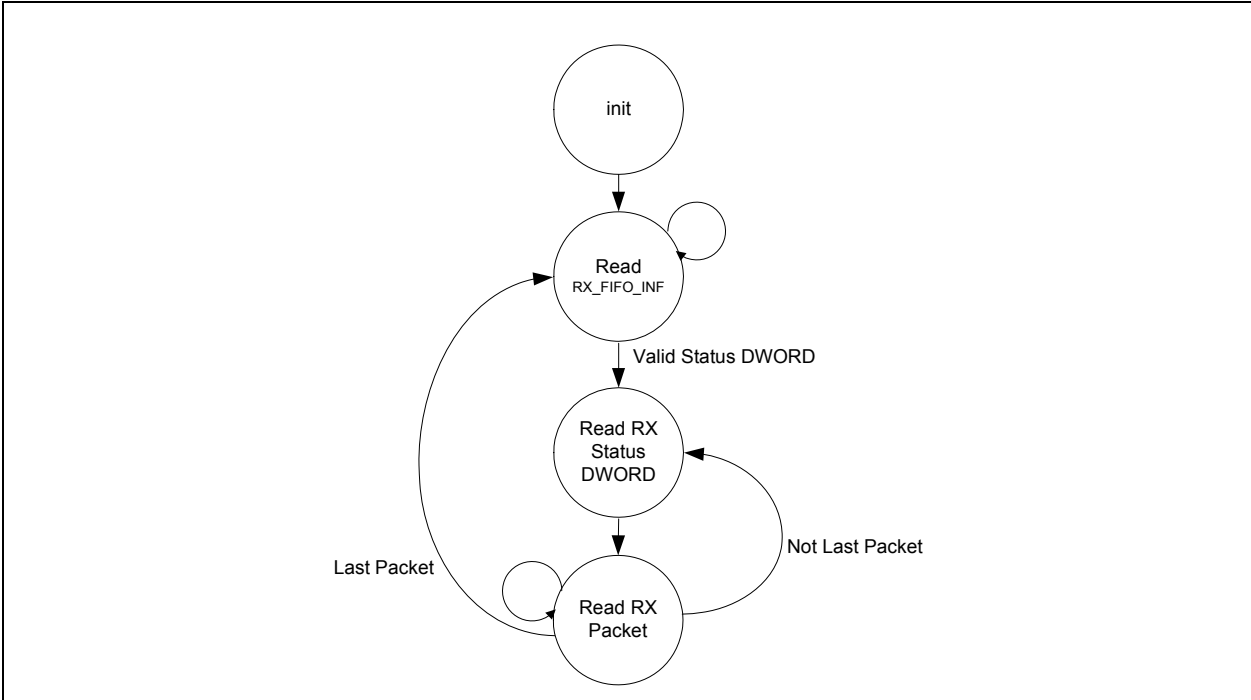 init
Read
RX_FIFO_INF
Valid Status DWORD
Read RX
Status
DWORD
Not Last Packet
Last Packet
Read RX
Packet